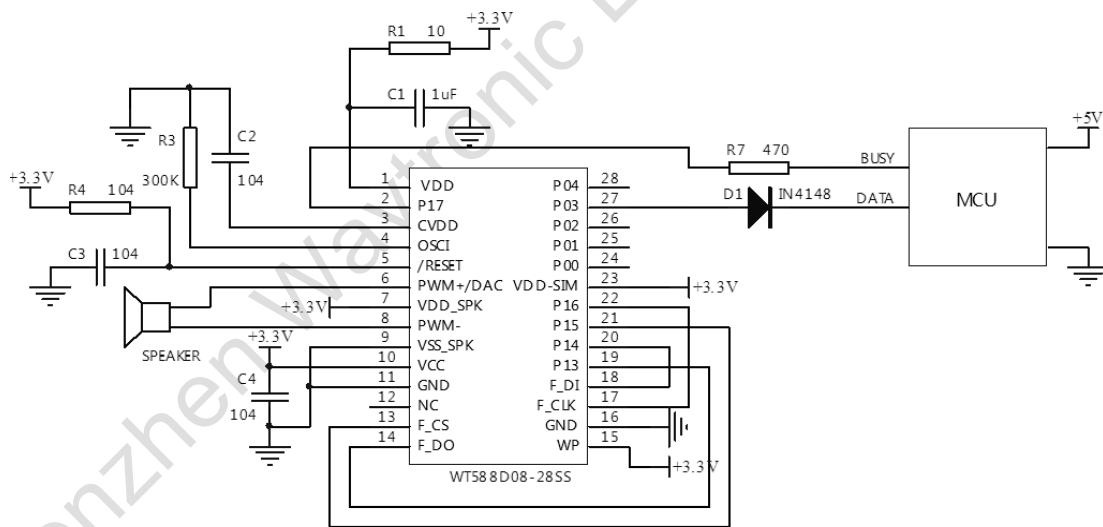 +3.3V
R1 10
C1 1uF
R3
300K
C2
104
+3.3V
R4 104
C3 104
SPEAKER
+3.3V
+3.3V
C4
104
1 VDD
2 P17
3 CVDD
4 OSCI
5 /RESET
6 PWM+/DAC
7 VDD_SPK
8 PWM-
9 VSS_SPK
10 VCC
11 GND
12 NC
13 F_CS
14 F_DO
P04 28
P03 27
P02 26
P01 25
P00 24
VDD-SIM 23
P16 22
P15 21
P14 20
P13 19
F_DI 18
F_CLK 17
GND 16
WP 15
WT588D08-28SS
+3.3V
+3.3V
R7 470
BUSY
D1 IN4148
DATA
MCU
+5V
enzhen Waytronic